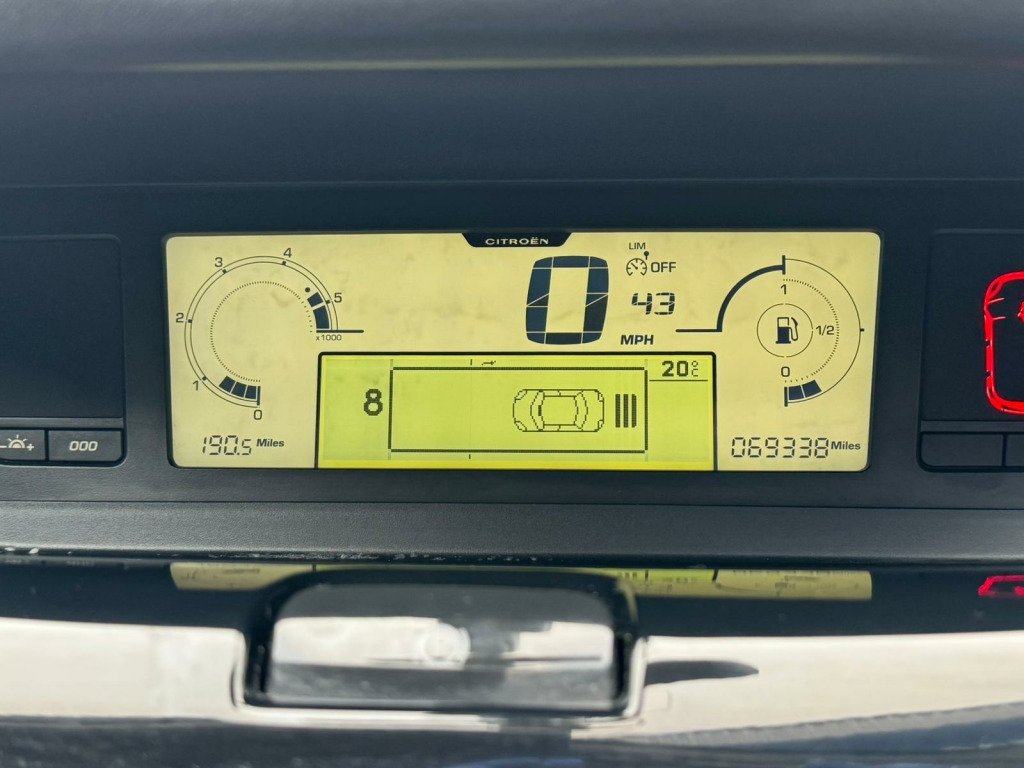 CITROËN
LIM
OFF
43
0
MPH
4
3
5
2
x1000
1
0
1
1/2
0
20°C
8
190.5 Miles
069338 Miles
000